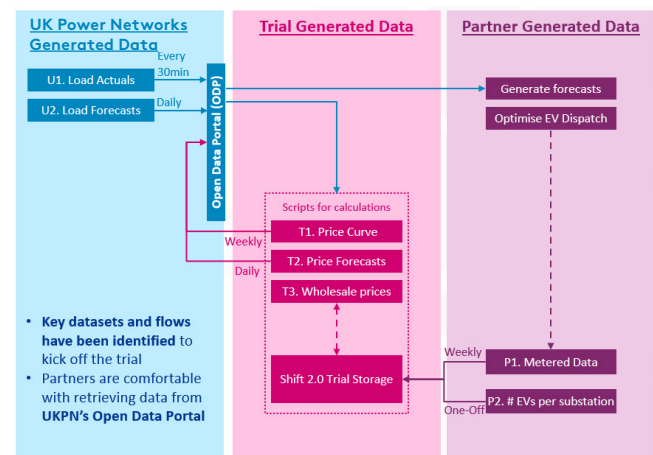 UK Power Networks
Generated Data
Trial Generated Data
Partner Generated Data
Every
30min
U1. Load Actuals
Daily
U2. Load Forecasts
Open Data Portal (ODP)
Generate forecasts
Optimise EV Dispatch
Scripts for calculations
T1. Price Curve
Weekly
T2. Price Forecasts
Daily
T3. Wholesale prices
Shift 2.0 Trial Storage
Weekly
P1. Metered Data
One-Off
P2. # EVs per substation
• Key datasets and flows
have been identified to
kick off the trial
• Partners are comfortable
with retrieving data from
UKPN's Open Data Portal